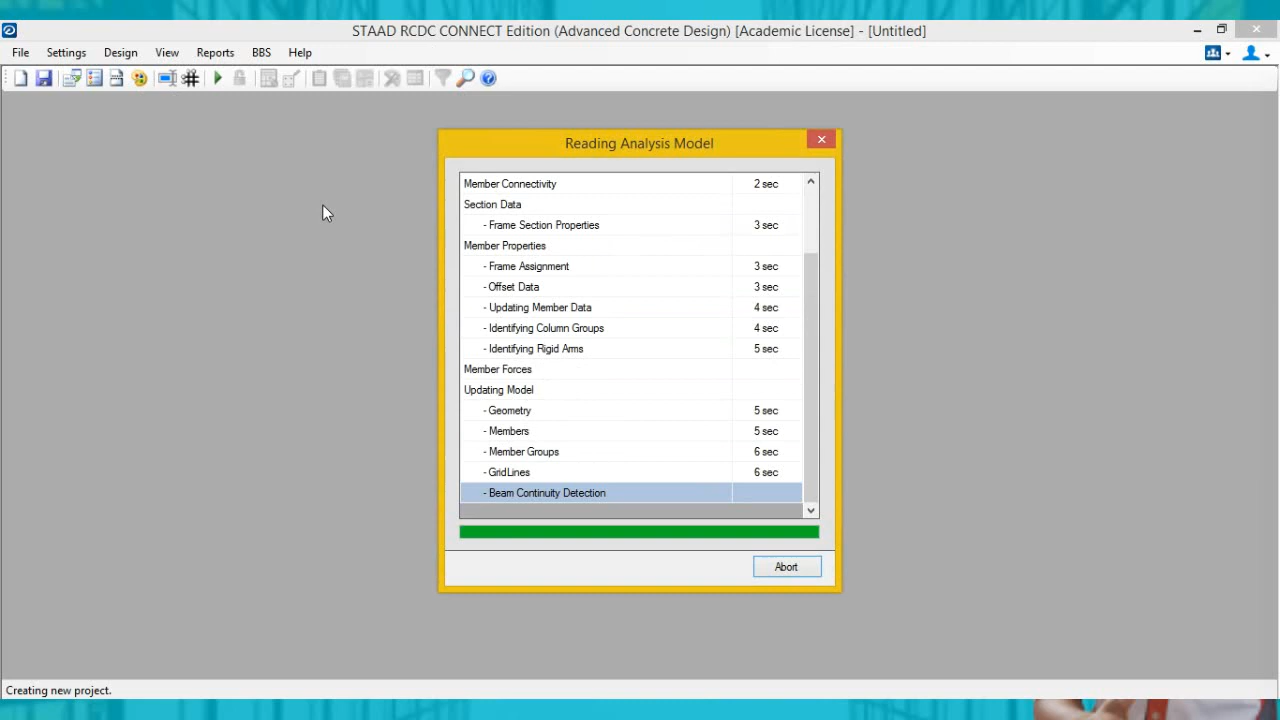 STAAD RCDC CONNECT Edition (Advanced Concrete Design) [Academic License] - [Untitled]
File Settings Design View Reports BBS Help
Reading Analysis Model
Member Connectivity 2 sec
Section Data
- Frame Section Properties 3 sec
Member Properties
- Frame Assignment 3 sec
- Offset Data 3 sec
- Updating Member Data 4 sec
- Identifying Column Groups 4 sec
- Identifying Rigid Arms 5 sec
Member Forces
Updating Model
- Geometry 5 sec
- Members 5 sec
- Member Groups 6 sec
- GridLines 6 sec
- Beam Continuity Detection
Abort
Creating new project.